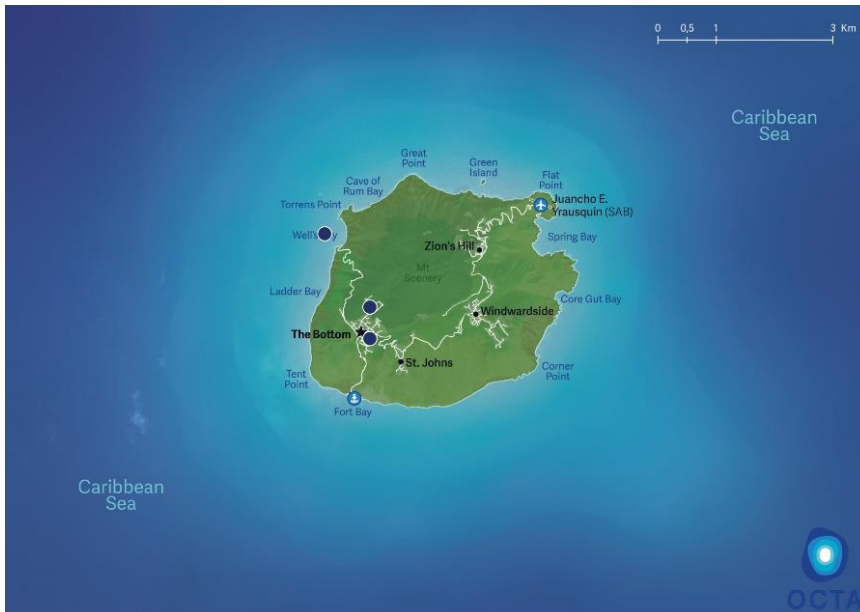 0 0,5 1 3 Km
Caribbean
Sea
Great
Point
Green
Island
Flat
Point
Cave of
Rum Bay
Juancho E.
Yrausquin (SAB)
Torrens Point
Well's
Spring Bay
Zion's Hill
Mt
Scenery
Ladder Bay
Core Gut Bay
Windwardside
The Bottom
St. Johns
Corner
Point
Tent
Point
Fort Bay
Caribbean
Sea
OCTA